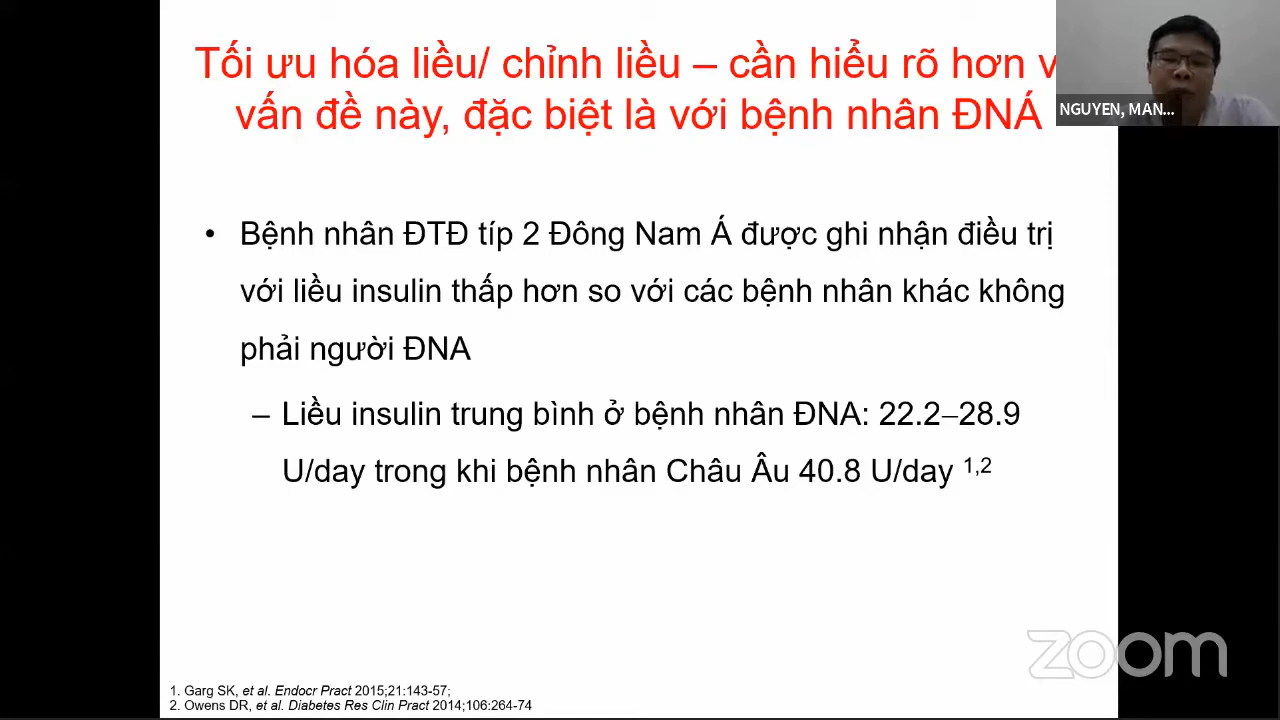 Tối ưu hóa liều/ chỉnh liều – cần hiểu rõ hơn
vấn đề này, đặc biệt là với bệnh nhân ĐNÁ
NGUYEN, MAN...
• Bệnh nhân ĐTĐ típ 2 Đông Nam Á được ghi nhận điều trị
với liều insulin thấp hơn so với các bệnh nhân khác không
phải người ĐNA
– Liều insulin trung bình ở bệnh nhân ĐNA: 22.2–28.9
U/day trong khi bệnh nhân Châu Âu 40.8 U/day 1,2
zoom
1. Garg SK, et al. Endocr Pract 2015;21:143-57;
2. Owens DR, et al. Diabetes Res Clin Pract 2014;106:264-74